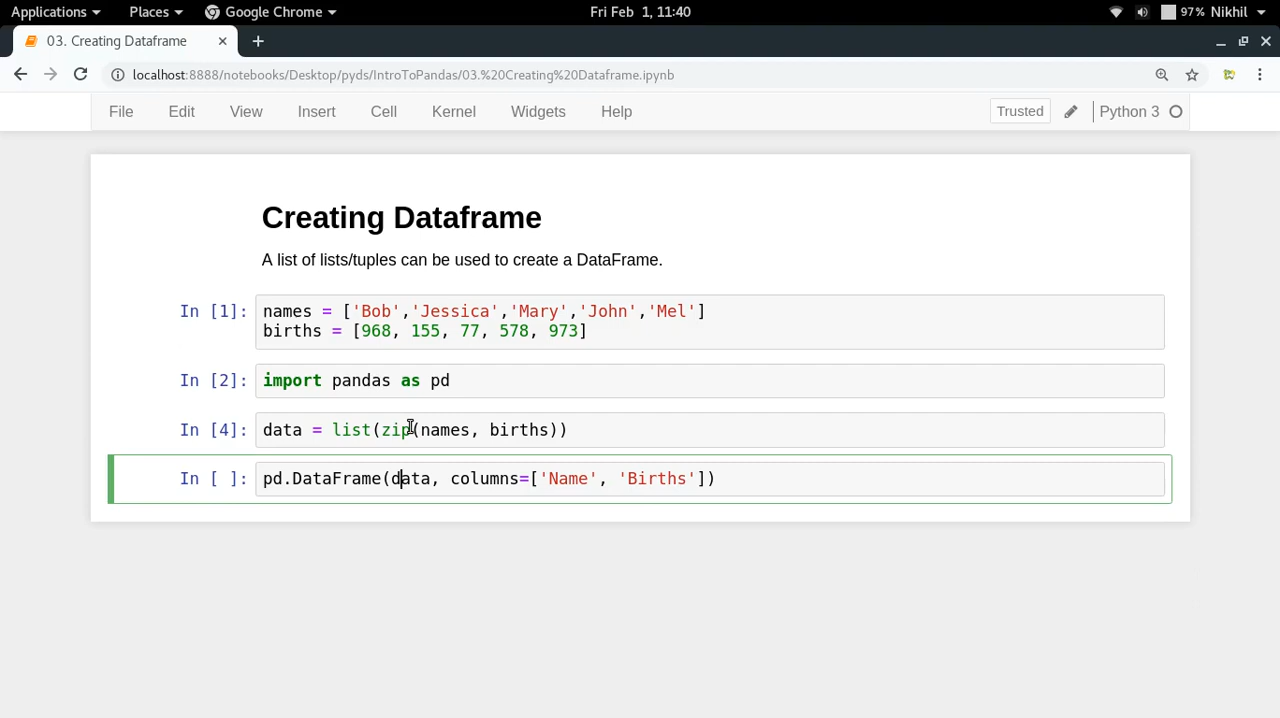 Applications Places Google Chrome Fri Feb 1, 11:40 97% Nikhil
03. Creating Dataframe
localhost:8888/notebooks/Desktop/pyds/IntroToPandas/03.%20Creating%20Dataframe.ipynb
File Edit View Insert Cell Kernel Widgets Help Trusted Python 3
Creating Dataframe
A list of lists/tuples can be used to create a DataFrame.
In [1]: names = ['Bob','Jessica','Mary','John','Mel']
births = [968, 155, 77, 578, 973]
In [2]: import pandas as pd
In [4]: data = list(zip(names, births))
In [ ]: pd.DataFrame(data, columns=['Name', 'Births'])